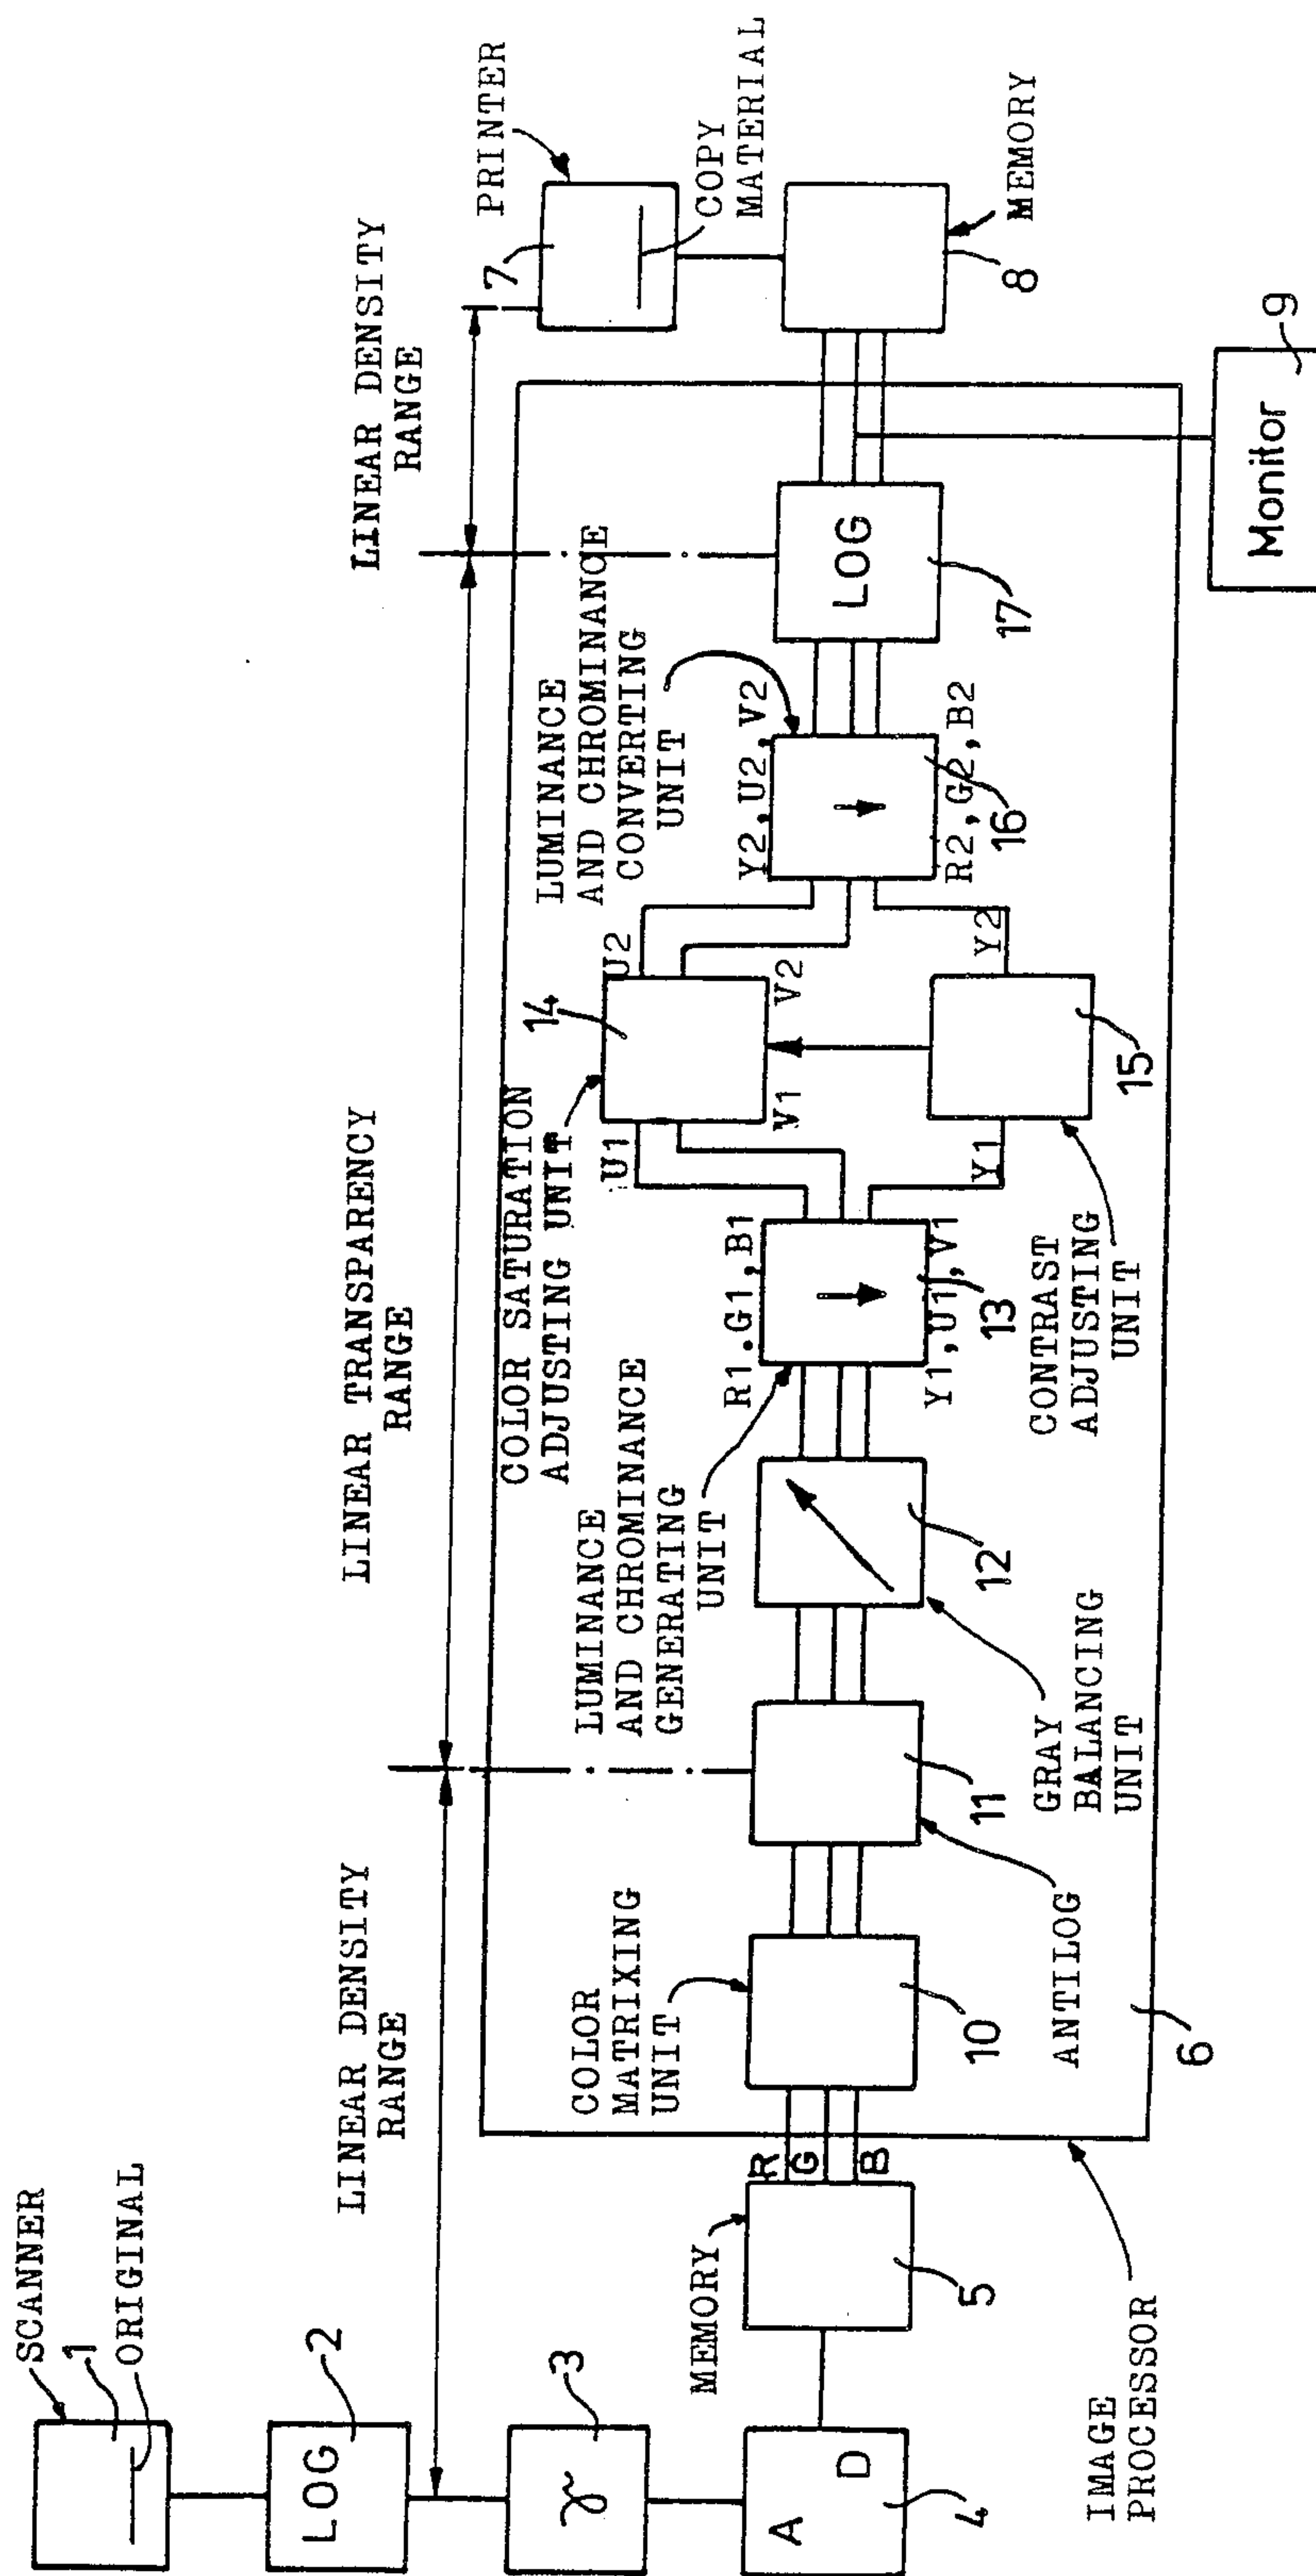 SCANNER
1
ORIGINAL
LOG
2
γ
3
A
D
4
MEMORY
5
R
G
B
IMAGE
PROCESSOR
6
LINEAR DENSITY
RANGE
LINEAR TRANSPARENCY
RANGE
LINEAR DENSITY
RANGE
COLOR
MATRIXING
UNIT
10
ANTILOG
11
GRAY
BALANCING
UNIT
12
LUMINANCE
AND CHROMINANCE
GENERATING
UNIT
R1.G1,B1
Y1,U1,V1
13
COLOR SATURATION
ADJUSTING UNIT
14
U1
V1
U2
V2
CONTRAST
ADJUSTING
UNIT
15
Y1
Y2
LUMINANCE
AND CHROMINANCE
CONVERTING
UNIT
Y2,U2,V2
R2,G2,B2
16
LOG
17
PRINTER
7
COPY
MATERIAL
MEMORY
8
Monitor
9